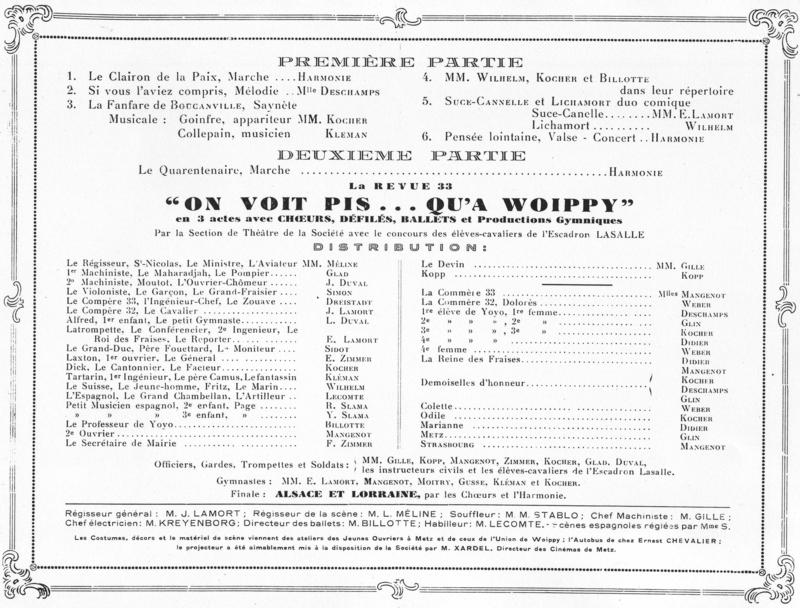 PREMIÈRE PARTIE
1. Le Clairon de la Paix, Marche .... HARMONIE
2. Si vous l'aviez compris, Mélodie .. Mlle DESCHAMPS
3. La Fanfare de BOUCANVILLE, Saynète
Musicale : Goinfre, appariteur MM. KOCHER
Collepain, musicien KLEMAN
4. MM. WILHELM, KOCHER et BILLOTTE
dans leur répertoire
5. SUCE-CANNELLE et LICHAMORT duo comique
Suce-Canelle........MM. E. LAMORT
Lichamort .......... WILHELM
6. Pensée lointaine, Valse - Concert .. HARMONIE
DEUXIEME PARTIE
Le Quarentenaire, Marche ........ HARMONIE
La REVUE 33
"ON VOIT PIS... QU'A WOIPPY"
en 3 actes avec CHŒURS, DÉFILÉS, BALLETS et Productions Gymniques
Par la Section de Théâtre de la Société avec le concours des élèves-cavaliers de l'Escadron LASALLE
DISTRIBUTION :
Le Régisseur, St-Nicolas, Le Ministre, L'Aviateur MM. MÉLINE
1er Machiniste, Le Maharadjah, Le Pompier...... GLAD
2e Machiniste, Moutot, L'Ouvrier-Chômeur ...... J. DUVAL
Le Violoniste, Le Garçon, Le Grand-Fraisier .... SIMON
Le Compère 33, l'Ingénieur-Chef, Le Zouave .... DREISTADT
Le Compère 32, Le Cavalier .......... J. LAMORT
Alfred, 1er enfant, Le petit Gymnaste.......... L. DUVAL
Latrompette, Le Conférencier, 2e Ingenieur, Le
Roi des Fraises, Le Reporter........ E. LAMORT
Le Grand-Duc, Père Fouettard, Le Moniteur .... SIDOT
Laxton, 1er ouvrier, Le Général .......... E. ZIMMER
Dick, Le Cantonnier, Le Facteur.......... KOCHER
Tartarin, 1er Ingénieur, Le père Camus, Lefantassin KLÉMAN
Le Suisse, Le Jeune-homme, Fritz, Le Marin.... WILHELM
L'Espagnol, Le Grand Chambellan, L'Artilleur .. LECOMTE
Petit Musicien espagnol, 2e enfant, Page ...... R. SLAMA
» » » 3e enfant, » ...... Y. SLAMA
Le Professeur de Yoyo.......... BILLOTTE
2e Ouvrier.......... MANGENOT
Le Secrétaire de Mairie .......... F. ZIMMER
Le Devin .......... MM. GILLE
Kopp .......... KOPP
La Commère 33 .......... Mlles MANGENOT
La Commère 32, Dolorès .......... WEBER
1re élève de Yoyo, 1re femme.......... DESCHAMPS
2e » » » , 2e » .......... GLIN
3e » » » , 3e » .......... KOCHER
4e » » » .......... DIDIER
4e femme .......... WEBER
La Reine des Fraises.......... DIDIER
MANGENOT
Demoiselles d'honneur.......... KOCHER
DESCHAMPS
GLIN
Colette.......... WEBER
Odile .......... KOCHER
Marianne .......... DIDIER
METZ.......... GLIN
STRASBOURG .......... MANGENOT
Officiers, Gardes, Trompettes et Soldats : MM. GILLE, KOPP, MANGENOT, ZIMMER, KOCHER, GLAD, DUVAL,
les instructeurs civils et les élèves-cavaliers de l'Escadron Lasalle.
Gymnastes : MM. E. LAMORT, MANGENOT, MOITRY, GUSSE, KLÉMAN et KOCHER.
Finale : ALSACE ET LORRAINE, par les Chœurs et l'Harmonie.
Régisseur général : M. J. LAMORT ; Régisseur de la scène : M. L. MÉLINE ; Souffleur : M. M. STABLO ; Chef Machiniste : M. GILLE ;
Chef électricien : M. KREYENBORG ; Directeur des ballets : M. BILLOTTE ; Habilleur : M. LECOMTE. - scènes espagnoles réglées par Mme S.
Les Costumes, décors et le matériel de scène viennent des ateliers des Jeunes Ouvriers à Metz et de ceux de l'Union de Woippy ; l'Autobus de chez Ernest CHEVALIER ;
le projecteur a été aimablement mis à la disposition de la Société par M. XARDEL, Directeur des Cinémas de Metz.